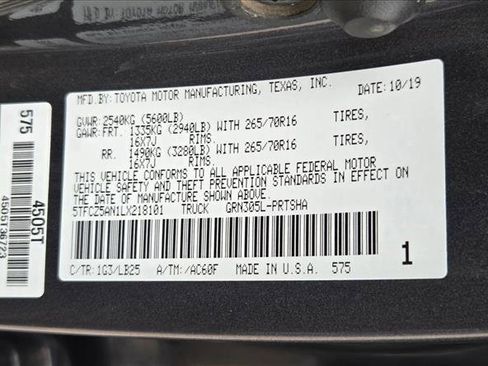 MFD.BY:TOYOTA MOTOR MANUFACTURING, TEXAS, INC.
DATE: 10/19
GVWR:2540KG (5600LB)
GAWR:FRT. 1335KG (2940LB) WITH 265/70R16 TIRES,
16X7J RIMS.
RR. 1490KG (3280LB) WITH 265/70R16 TIRES,
16X7J RIMS.
THIS VEHICLE CONFORMS TO ALL APPLICABLE FEDERAL MOTOR
VEHICLE SAFETY AND THEFT PREVENTION STANDARDS IN EFFECT ON
THE DATE OF MANUFACTURE SHOWN ABOVE.
5TFCZ5AN1LX218101 TRUCK GRN305L-PRTSHA
C/TR:1G3/LB25 A/TM:/AC60F MADE IN U.S.A. 575
1
575
4505T
4505T36723